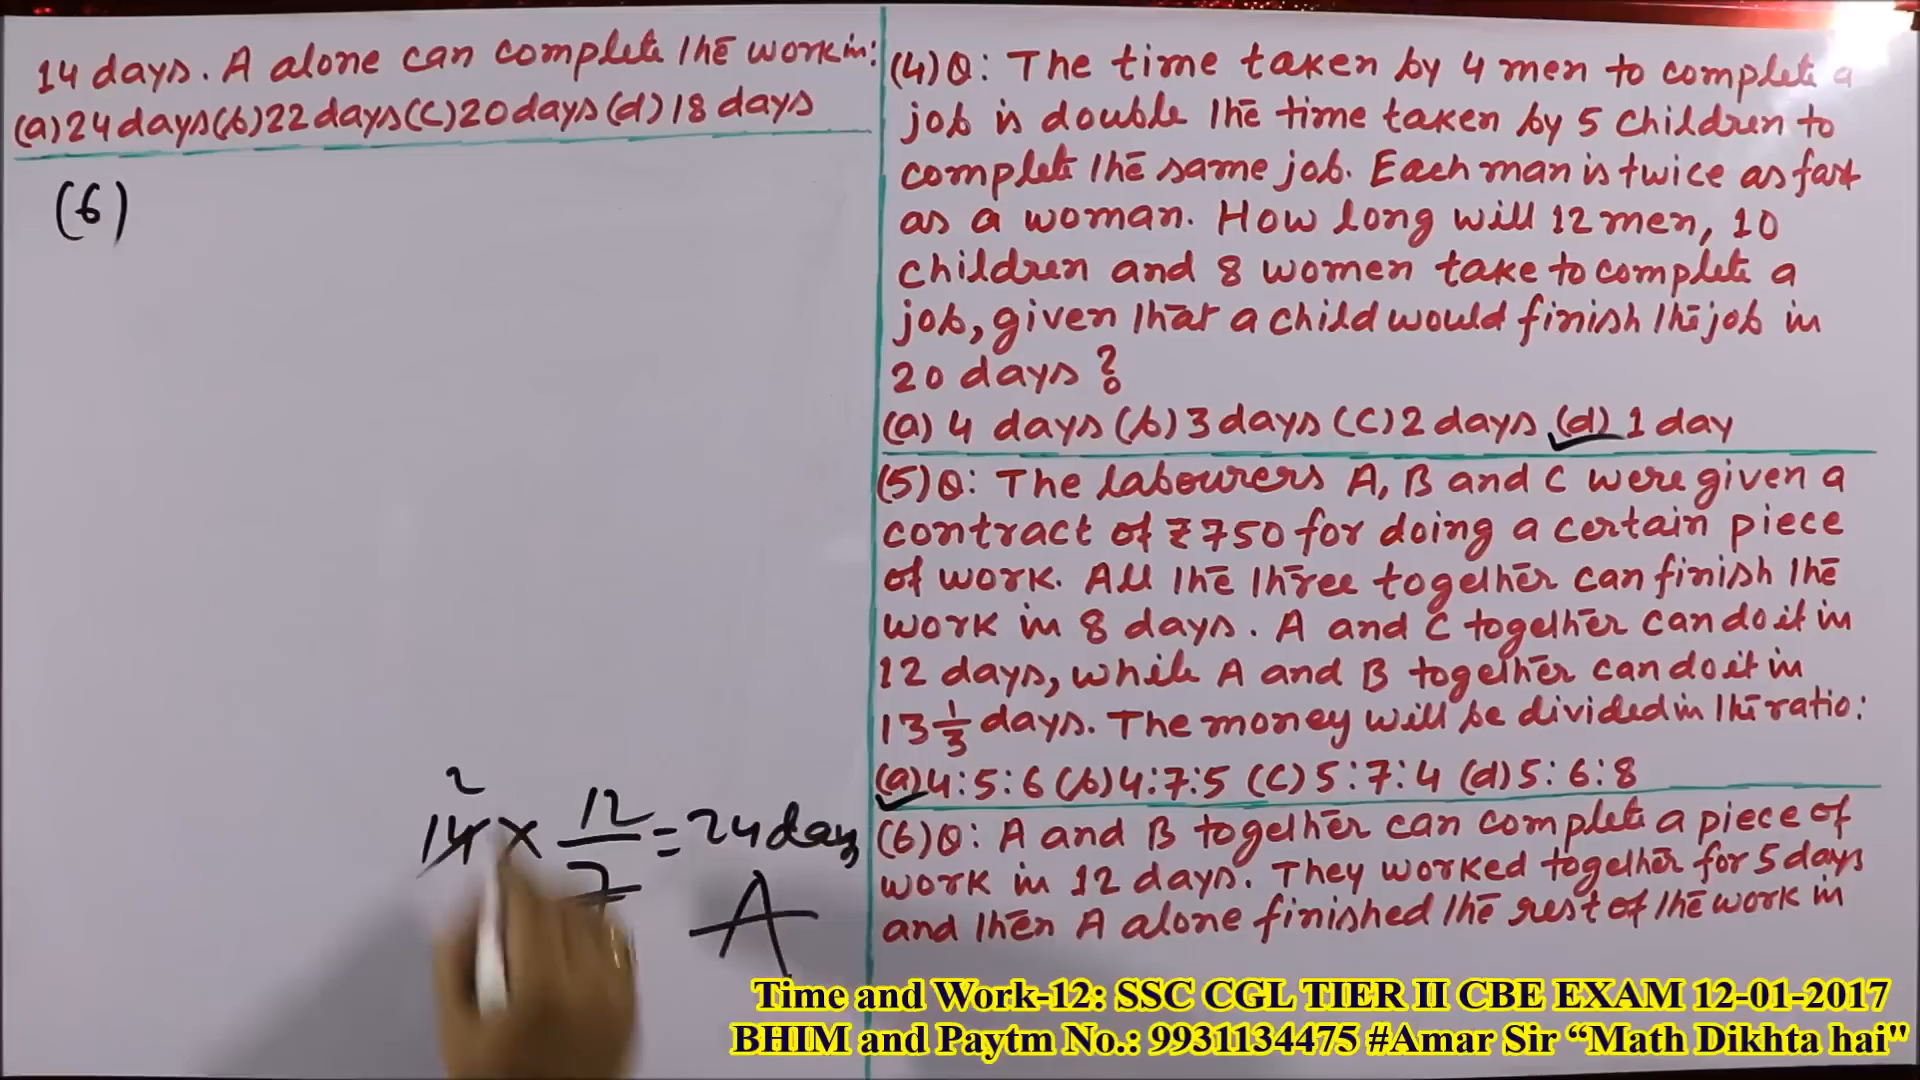 14 days. A alone can complete the work in:
(a)24 days(b)22 days(c)20 days(d)18 days
(6)
2
14 × 12/7 = 24 days
A
(4)Q: The time taken by 4 men to complete a
job is double the time taken by 5 children to
complete the same job. Each man is twice as fast
as a woman. How long will 12 men, 10
children and 8 women take to complete a
job, given that a child would finish the job in
20 days ?
(a) 4 days (b) 3 days (c) 2 days (d) 1 day
(5)Q: The labourers A, B and C were given a
contract of ₹750 for doing a certain piece
of work. All the three together can finish the
work in 8 days. A and C together can do it in
12 days, while A and B together can do it in
13 1/3 days. The money will be divided in the ratio:
(a) 4:5:6 (b) 4:7:5 (c) 5:7:4 (d) 5:6:8
(6)Q: A and B together can complete a piece of
work in 12 days. They worked together for 5 days
and then A alone finished the rest of the work in
Time and Work-12: SSC CGL TIER II CBE EXAM 12-01-2017
BHIM and Paytm No.: 9931134475 #Amar Sir “Math Dikhta hai"